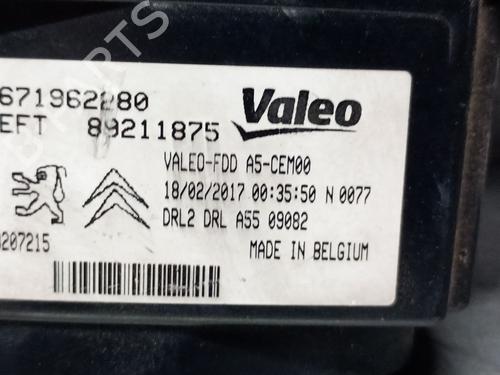 671962280
EFT 89211875
Valeo
VALEO-FDD A5-CEM00
18/02/2017 00:35:50 N 0077
DRL2 DRL A55 09082
207215
MADE IN BELGIUM
PARTS